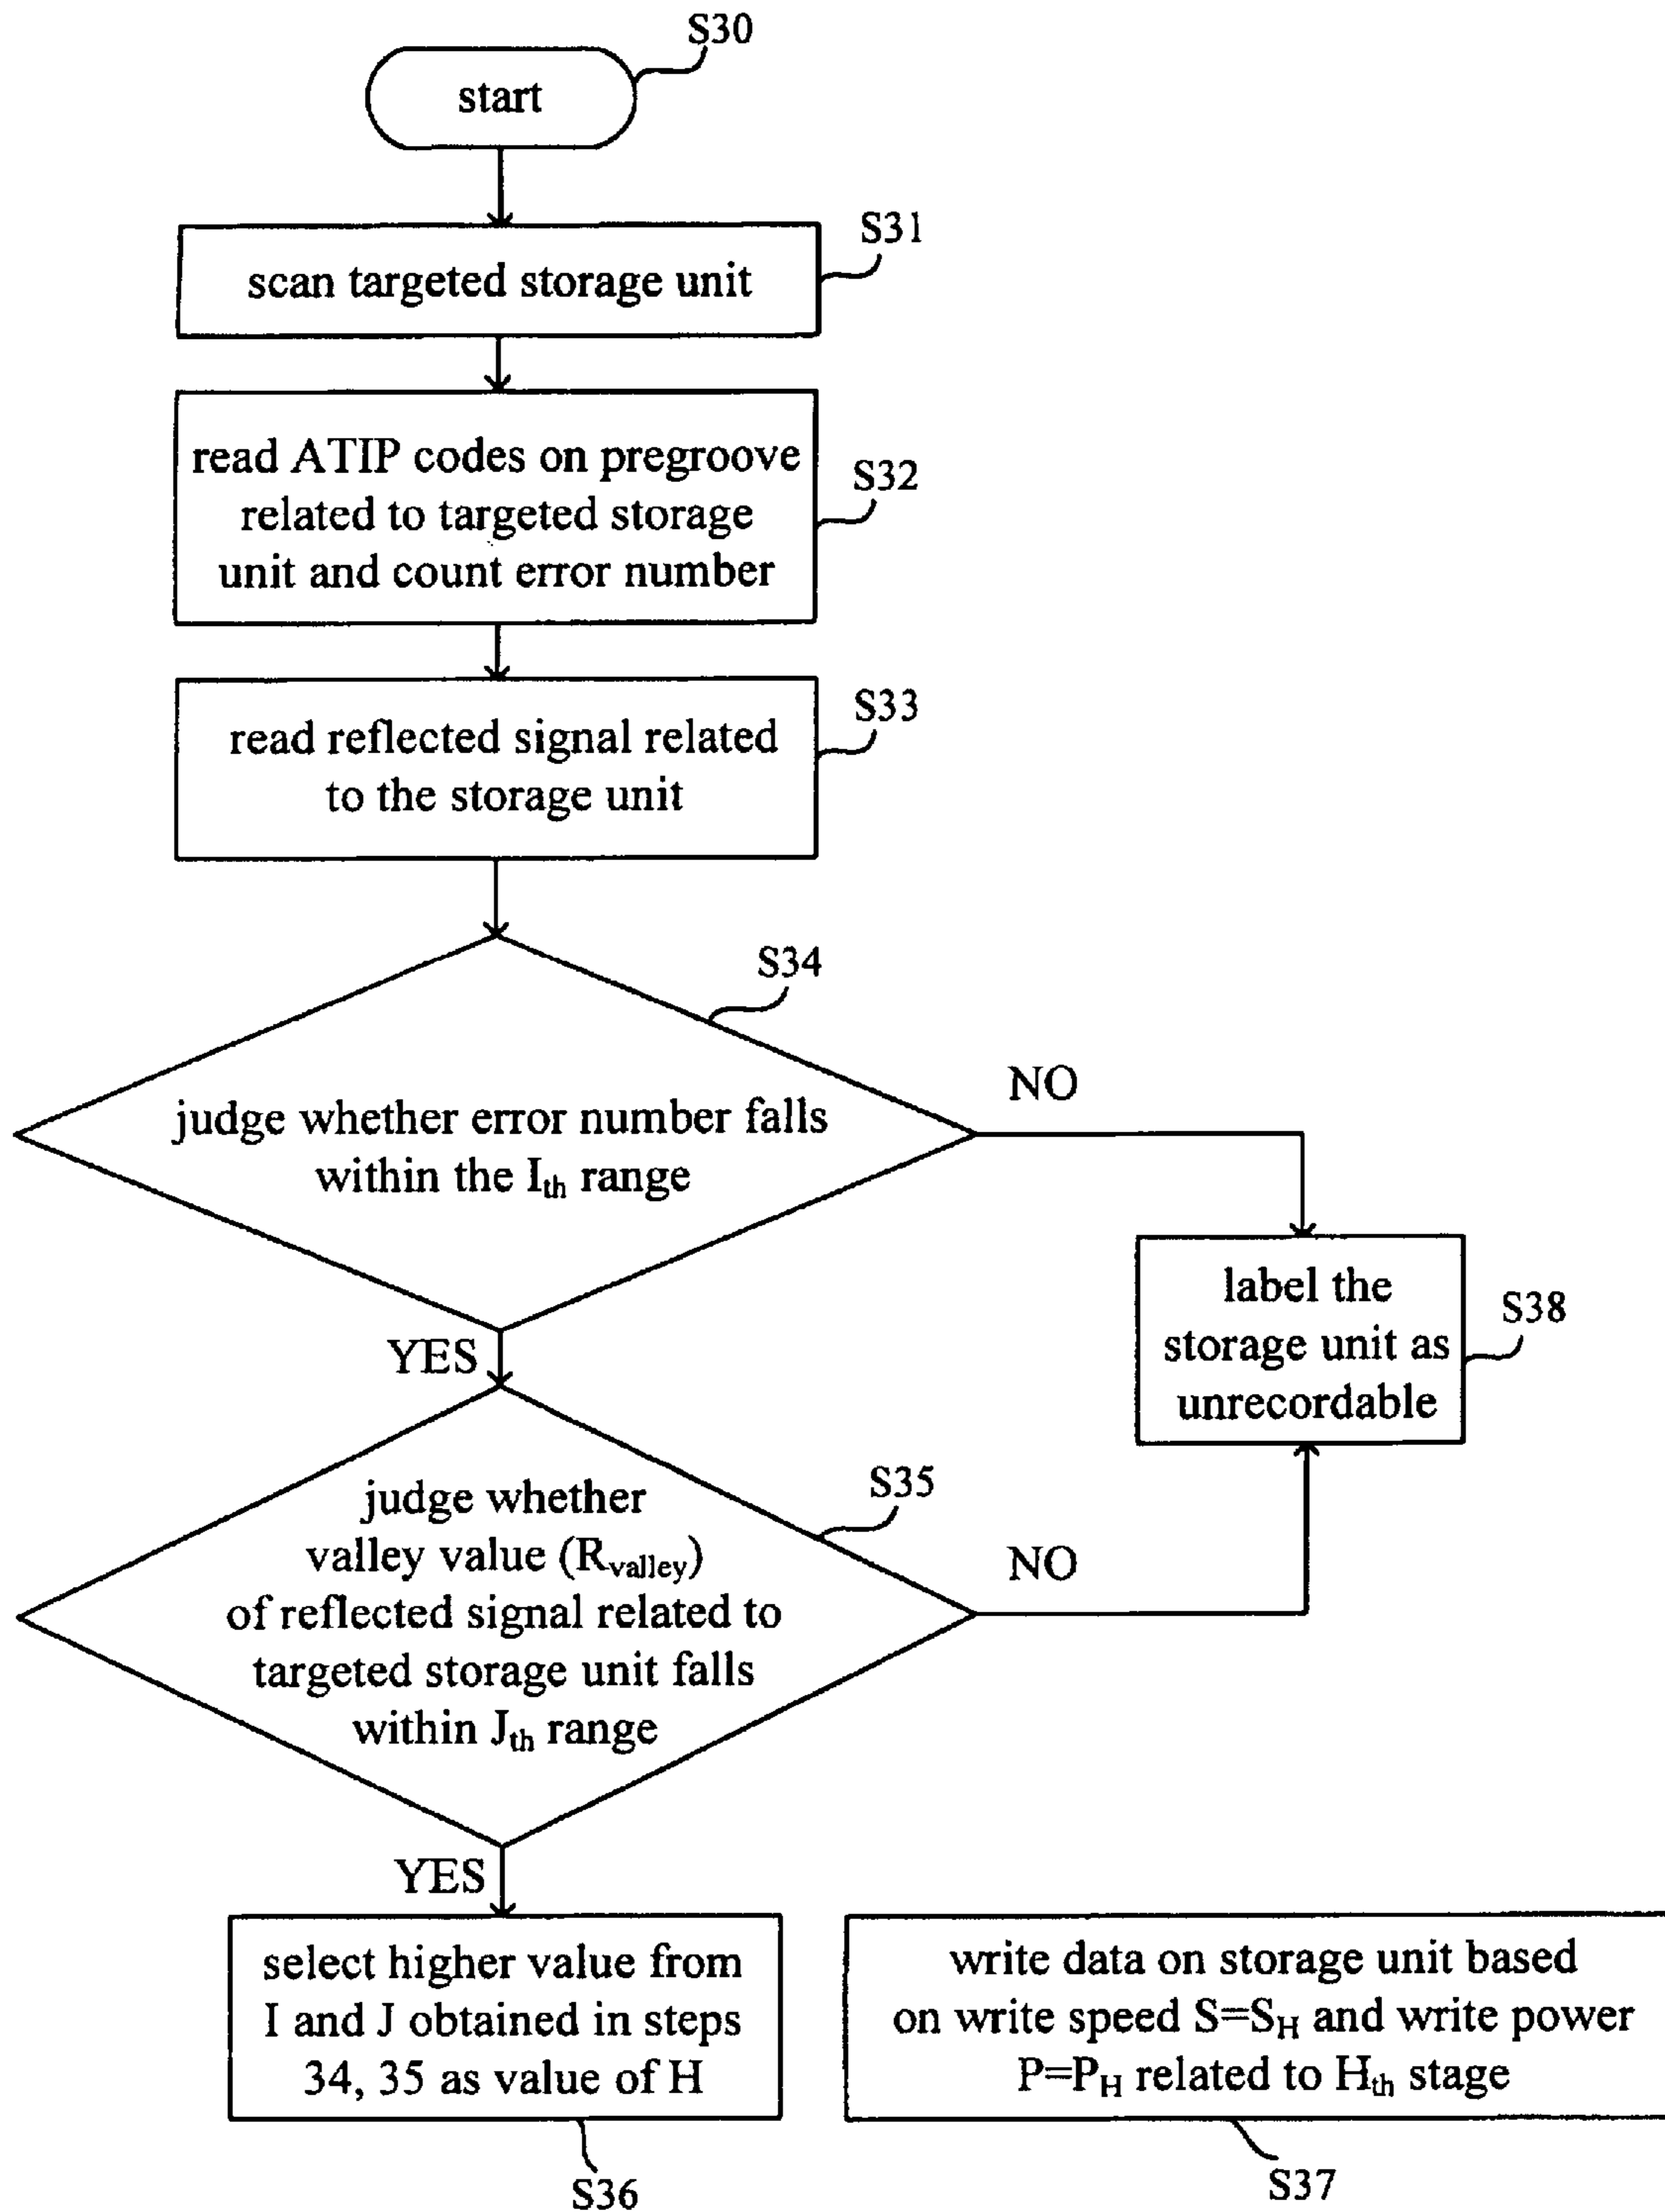 S30
start
S31
scan targeted storage unit
read ATIP codes on pregroove
related to targeted storage
unit and count error number
S32
S33
read reflected signal related
to the storage unit
S34
NO
judge whether error number falls
within the Ith range
label the
storage unit as
unrecordable
S38
YES
S35
judge whether
valley value (Rvalley)
of reflected signal related to
targeted storage unit falls
within Jth range
NO
YES
select higher value from
I and J obtained in steps
34, 35 as value of H
write data on storage unit based
on write speed S=SH and write power
P=PH related to Hth stage
S36
S37